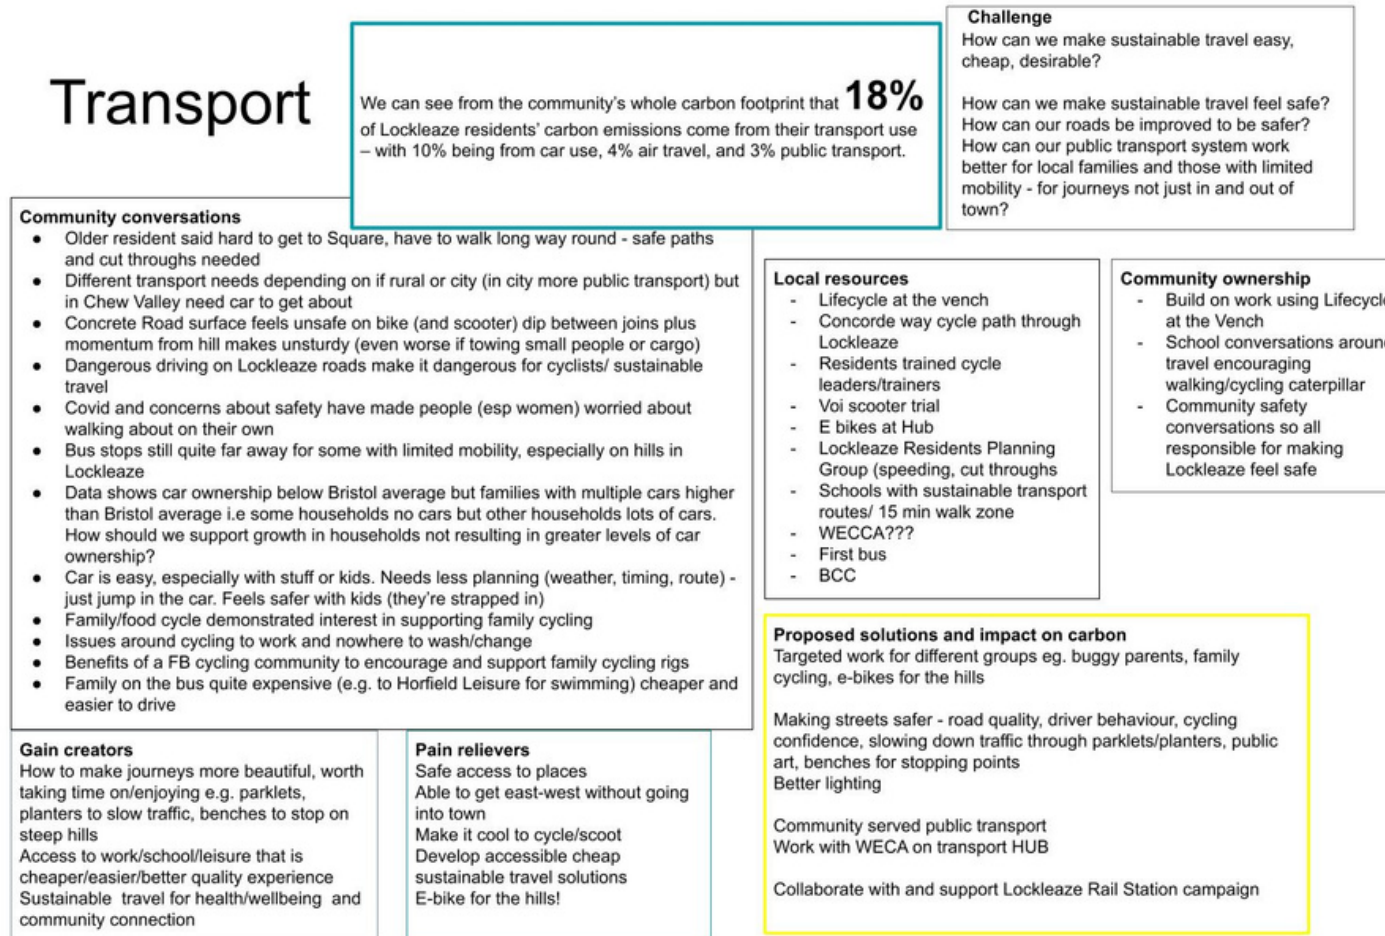 Transport
We can see from the community's whole carbon footprint that 18%
of Lockleaze residents' carbon emissions come from their transport use
– with 10% being from car use, 4% air travel, and 3% public transport.
Challenge
How can we make sustainable travel easy,
cheap, desirable?
How can we make sustainable travel feel safe?
How can our roads be improved to be safer?
How can our public transport system work
better for local families and those with limited
mobility - for journeys not just in and out of
town?
Community conversations
● Older resident said hard to get to Square, have to walk long way round - safe paths
and cut throughs needed
● Different transport needs depending on if rural or city (in city more public transport) but
in Chew Valley need car to get about
● Concrete Road surface feels unsafe on bike (and scooter) dip between joins plus
momentum from hill makes unsturdy (even worse if towing small people or cargo)
● Dangerous driving on Lockleaze roads make it dangerous for cyclists/ sustainable
travel
● Covid and concerns about safety have made people (esp women) worried about
walking about on their own
● Bus stops still quite far away for some with limited mobility, especially on hills in
Lockleaze
● Data shows car ownership below Bristol average but families with multiple cars higher
than Bristol average i.e some households no cars but other households lots of cars.
How should we support growth in households not resulting in greater levels of car
ownership?
● Car is easy, especially with stuff or kids. Needs less planning (weather, timing, route) -
just jump in the car. Feels safer with kids (they're strapped in)
● Family/food cycle demonstrated interest in supporting family cycling
● Issues around cycling to work and nowhere to wash/change
● Benefits of a FB cycling community to encourage and support family cycling rigs
● Family on the bus quite expensive (e.g. to Horfield Leisure for swimming) cheaper and
easier to drive
Local resources
- Lifecycle at the vench
- Concorde way cycle path through
Lockleaze
- Residents trained cycle
leaders/trainers
- Voi scooter trial
- E bikes at Hub
- Lockleaze Residents Planning
Group (speeding, cut throughs
- Schools with sustainable transport
routes/ 15 min walk zone
- WECCA???
- First bus
- BCC
Community ownership
- Build on work using Lifecycle
at the Vench
- School conversations around
travel encouraging
walking/cycling caterpillar
- Community safety
conversations so all
responsible for making
Lockleaze feel safe
Gain creators
How to make journeys more beautiful, worth
taking time on/enjoying e.g. parklets,
planters to slow traffic, benches to stop on
steep hills
Access to work/school/leisure that is
cheaper/easier/better quality experience
Sustainable travel for health/wellbeing and
community connection
Pain relievers
Safe access to places
Able to get east-west without going
into town
Make it cool to cycle/scoot
Develop accessible cheap
sustainable travel solutions
E-bike for the hills!
Proposed solutions and impact on carbon
Targeted work for different groups eg. buggy parents, family
cycling, e-bikes for the hills
Making streets safer - road quality, driver behaviour, cycling
confidence, slowing down traffic through parklets/planters, public
art, benches for stopping points
Better lighting
Community served public transport
Work with WECA on transport HUB
Collaborate with and support Lockleaze Rail Station campaign